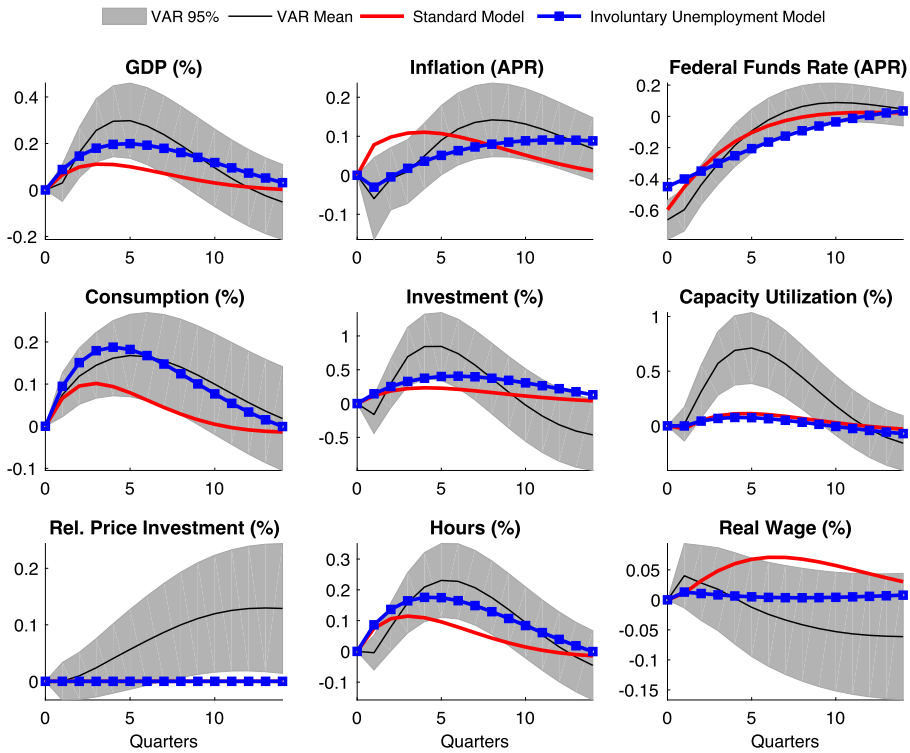 VAR 95% VAR Mean Standard Model Involuntary Unemployment Model
GDP (%) Inflation (APR) Federal Funds Rate (APR)
0.4
0.2
0
-0.2
0 5 10
0.2
0.1
0
-0.1
0 5 10
0.2
0
-0.2
-0.4
-0.6
0 5 10
Consumption (%) Investment (%) Capacity Utilization (%)
0.2
0.1
0
-0.1
0 5 10
1
0.5
0
-0.5
0 5 10
1
0.5
0
0 5 10
Rel. Price Investment (%) Hours (%) Real Wage (%)
0.2
0.1
0
0 5 10
Quarters
0.3
0.2
0.1
0
-0.1
0 5 10
Quarters
0.05
0
-0.05
-0.15
0 5 10
Quarters